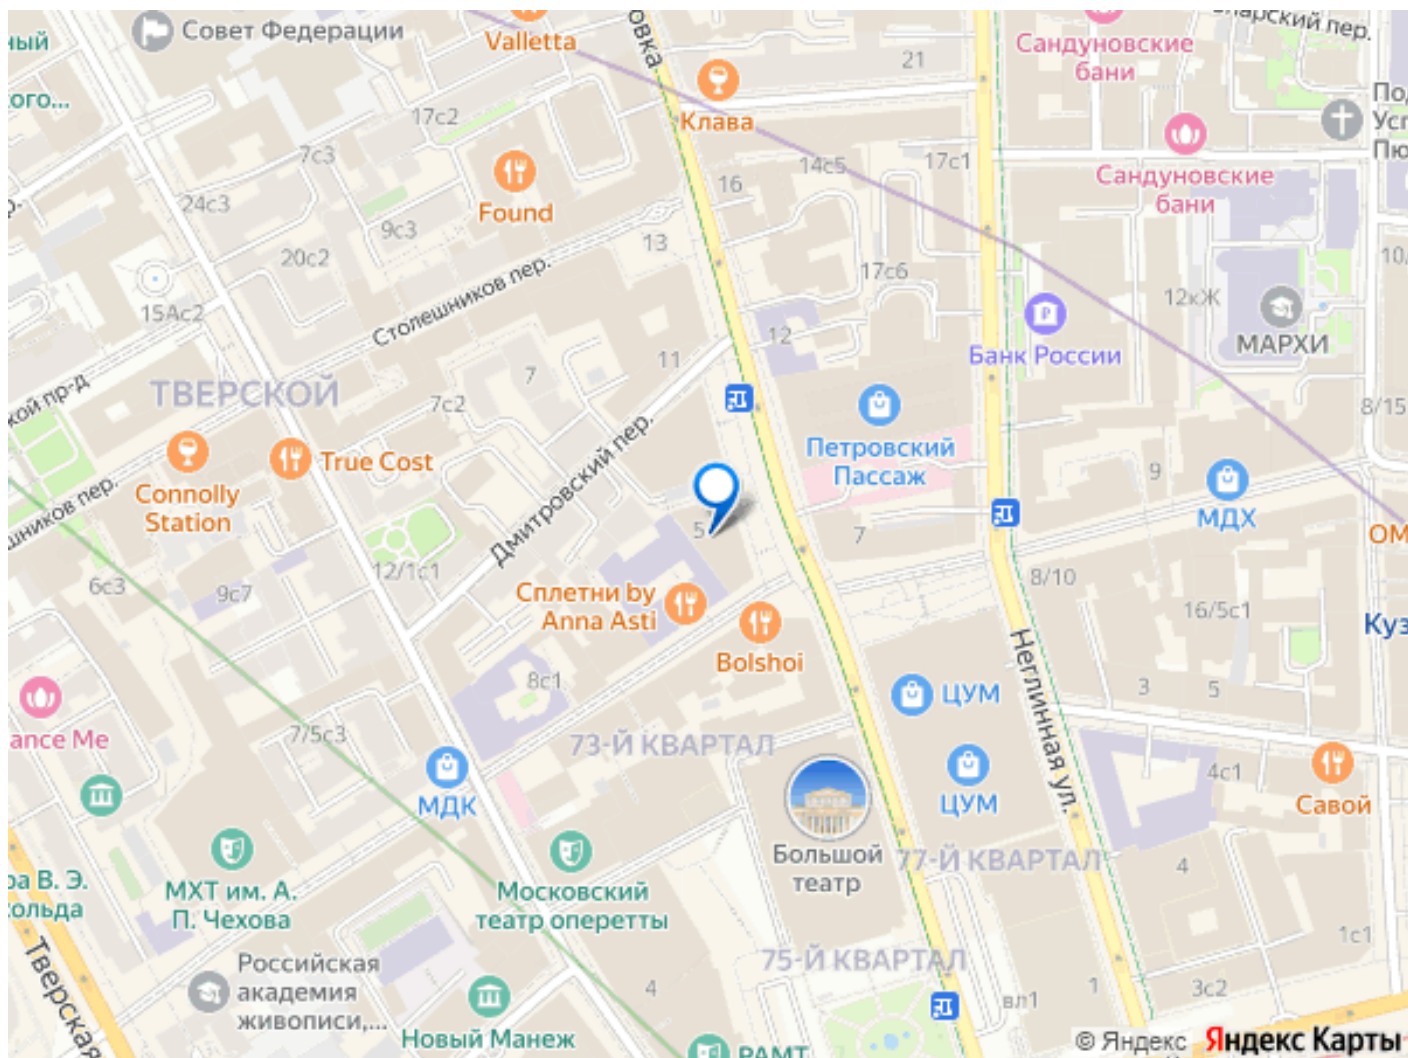 Совет Федерации
Valletta
Сандуновские
бани
21
Клава
17с2
7с3
16
14с5
17с1
Сандуновские
бани
Found
24с3
9с3
13
20с2
17с6
10/
Столешников пер.
15Ас2
12кЖ
12
МАРХИ
Банк России
11
7
ТВЕРСКОЙ
7с2
8/15
Петровский
Пассаж
True Cost
Дмитровский пер.
9
Connolly
Station
МДХ
5
7
12/1с1
6с3
9с7
8/10
Сплетни by
Anna Asti
16/5с1
Bolshoi
Неглинная ул.
8с1
3
5
ЦУМ
7/5с3
73-Й КВАРТАЛ
МДК
ЦУМ
4с1
Савой
Большой
театр
77-Й КВАРТАЛ
4
МХТ им. А.
П. Чехова
Московский
театр оперетты
1с1
Тверская
Российская
академия
живописи,...
75-Й КВАРТАЛ
4
вл1
1
3с2
Новый Манеж
РАМТ
© Яндекс Яндекс Карты